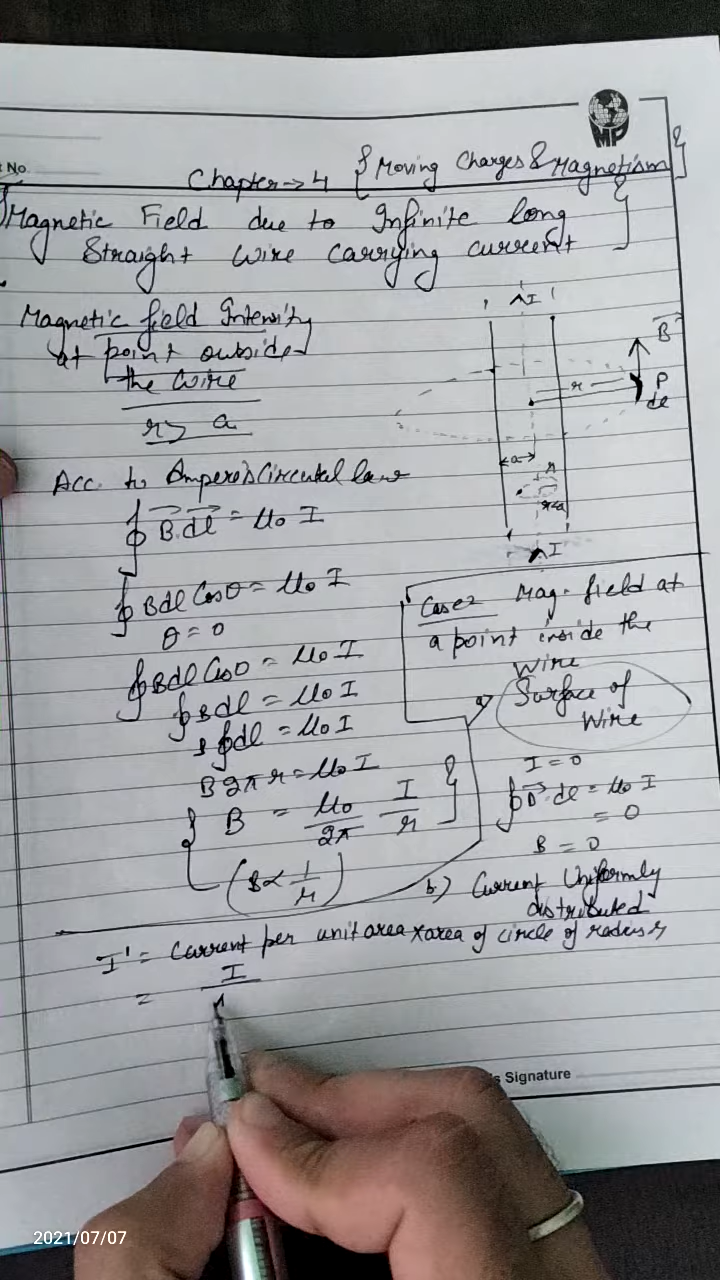 MP
No.
Chapter → 4 { Moving Charges & Magnetism }
Magnetic Field due to Infinite long
Straight Wire Carrying current
Magnetic field Intensity
at point outside
the wire
r > a
I
B
r
P
dl
a
r
r<a
I
Acc. to Ampere's Circuital law
∮ B.dl = μ₀ I
∮ Bdl Cosθ = μ₀ I
θ = 0
∮ Bdl Cos0 = μ₀ I
∮ Bdl = μ₀ I
B ∮ dl = μ₀ I
B 2π r = μ₀ I
{ B = μ₀/2π I/r }
(B ∝ 1/r)
Case 2 Mag. field at
a point inside the
wire
a) Surface of
Wire
I = 0
∮ B.dl = μ₀ I
= 0
B = 0
b) Current Uniformly
distributed
I' = Current per unit area × area of circle of radius r
= I
's Signature
2021/07/07